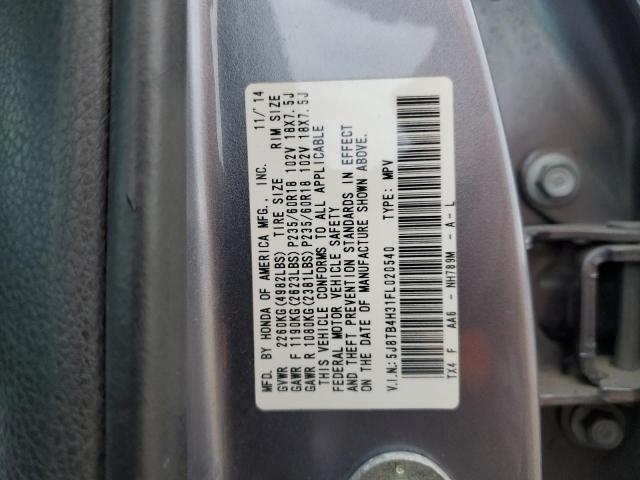 MFD. BY HONDA OF AMERICA MFG., INC. 11/'14
GVWR 2260KG(4982LBS) TIRE SIZE RIM SIZE
GAWR F 1190KG(2623LBS) P235/60R18 102V 18X7.5J
GAWR R 1080KG(2381LBS) P235/60R18 102V 18X7.5J
THIS VEHICLE CONFORMS TO ALL APPLICABLE
FEDERAL MOTOR VEHICLE SAFETY
AND THEFT PREVENTION STANDARDS IN EFFECT
ON THE DATE OF MANUFACTURE SHOWN ABOVE.
V.I.N.:5J8TB4H31FL020540 TYPE: MPV
TX4 F AA6 - NH789M - A - L